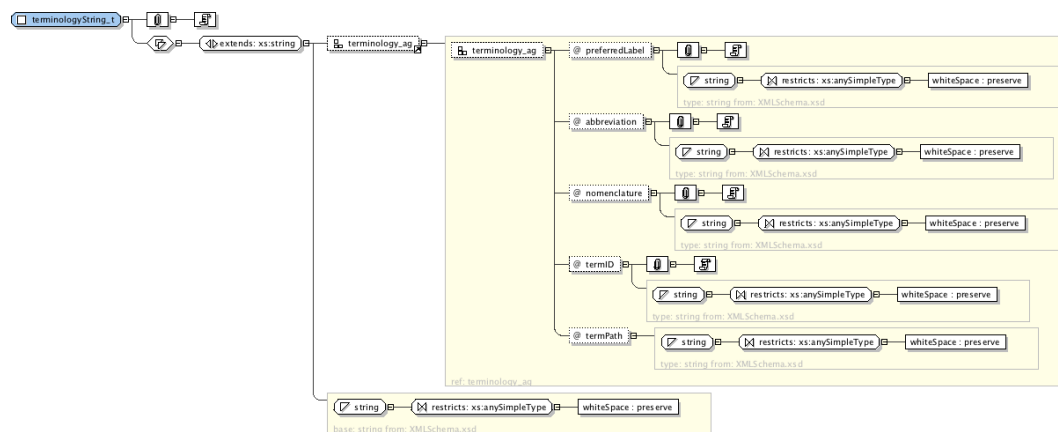 terminologyString_t
extends: xs:string
terminology_ag
terminology_ag
@ preferredLabel
string
restricts: xs:anySimpleType
whiteSpace : preserve
type: string from: XMLSchema.xsd
@ abbreviation
string
restricts: xs:anySimpleType
whiteSpace : preserve
type: string from: XMLSchema.xsd
@ nomenclature
string
restricts: xs:anySimpleType
whiteSpace : preserve
type: string from: XMLSchema.xsd
@ termID
string
restricts: xs:anySimpleType
whiteSpace : preserve
type: string from: XMLSchema.xsd
@ termPath
string
restricts: xs:anySimpleType
whiteSpace : preserve
type: string from: XMLSchema.xsd
ref: terminology_ag
string
restricts: xs:anySimpleType
whiteSpace : preserve
base: string from: XMLSchema.xsd